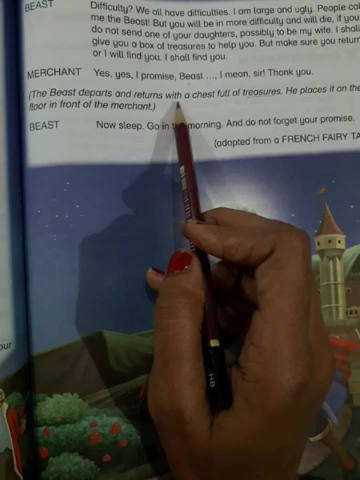 BEAST Difficulty? We all have difficulties. I am large and ugly. People cal
me the Beast! But you will be in more difficulty and will die, if you
do not send one of your daughters, possibly to be my wife. I shall
give you a box of treasures to help you. But make sure you return
or I will find you. I shall find you.
MERCHANT Yes, yes, I promise, Beast ..., I mean, sir! Thank you.
(The Beast departs and returns with a chest full of treasures. He places it on the
floor in front of the merchant.)
BEAST Now sleep. Go in the morning. And do not forget your promise.
(adapted from a FRENCH FAIRY TA
our
HB